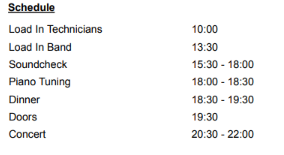 Schedule
Load In Technicians 10:00
Load In Band 13:30
Soundcheck 15:30 - 18:00
Piano Tuning 18:00 - 18:30
Dinner 18:30 - 19:30
Doors 19:30
Concert 20:30 - 22:00